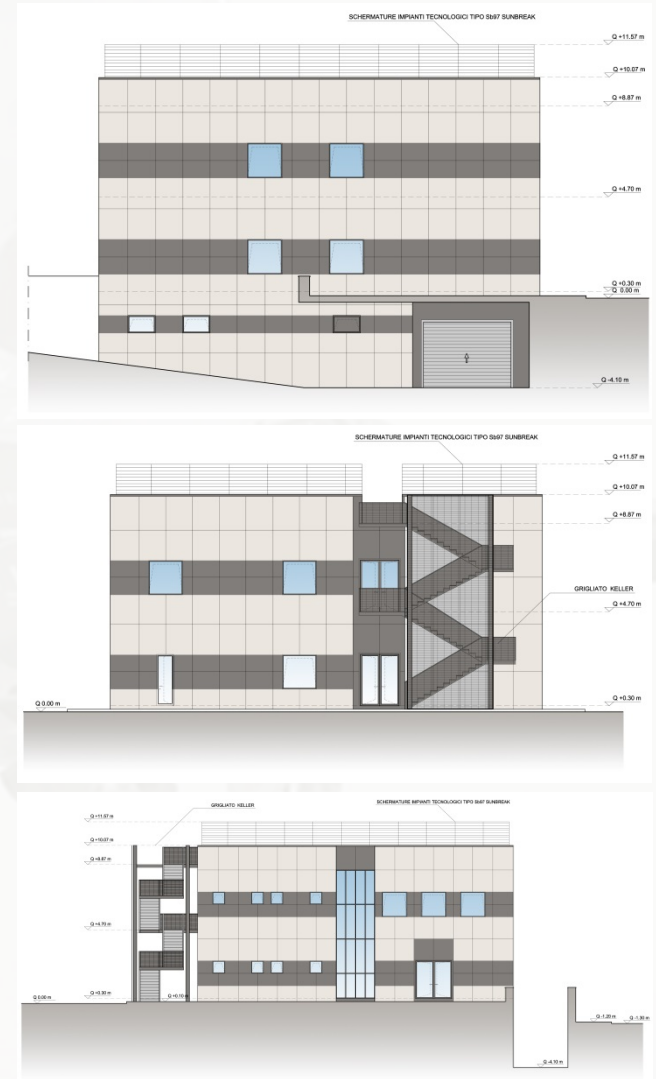 SCHERMATURE IMPIANTI TECNOLOGICI TIPO Sb97 SUNBREAK
Q +11.57 m
Q +10.07 m
Q +8.87 m
Q +4.70 m
Q +0.30 m
Q 0.00 m
Q -4.10 m
SCHERMATURE IMPIANTI TECNOLOGICI TIPO Sb97 SUNBREAK
Q +11.57 m
Q +10.07 m
Q +8.87 m
GRIGLIATO KELLER
Q +4.70 m
Q 0.00 m
Q +0.30 m
GRIGLIATO KELLER
SCHERMATURE IMPIANTI TECNOLOGICI TIPO Sb97 SUNBREAK
Q +11.57 m
Q +10.07 m
Q +8.87 m
Q +4.70 m
Q 0.00 m
Q +0.30 m
Q +0.10 m
Q -1.20 m
Q -1.30 m
Q -4.10 m